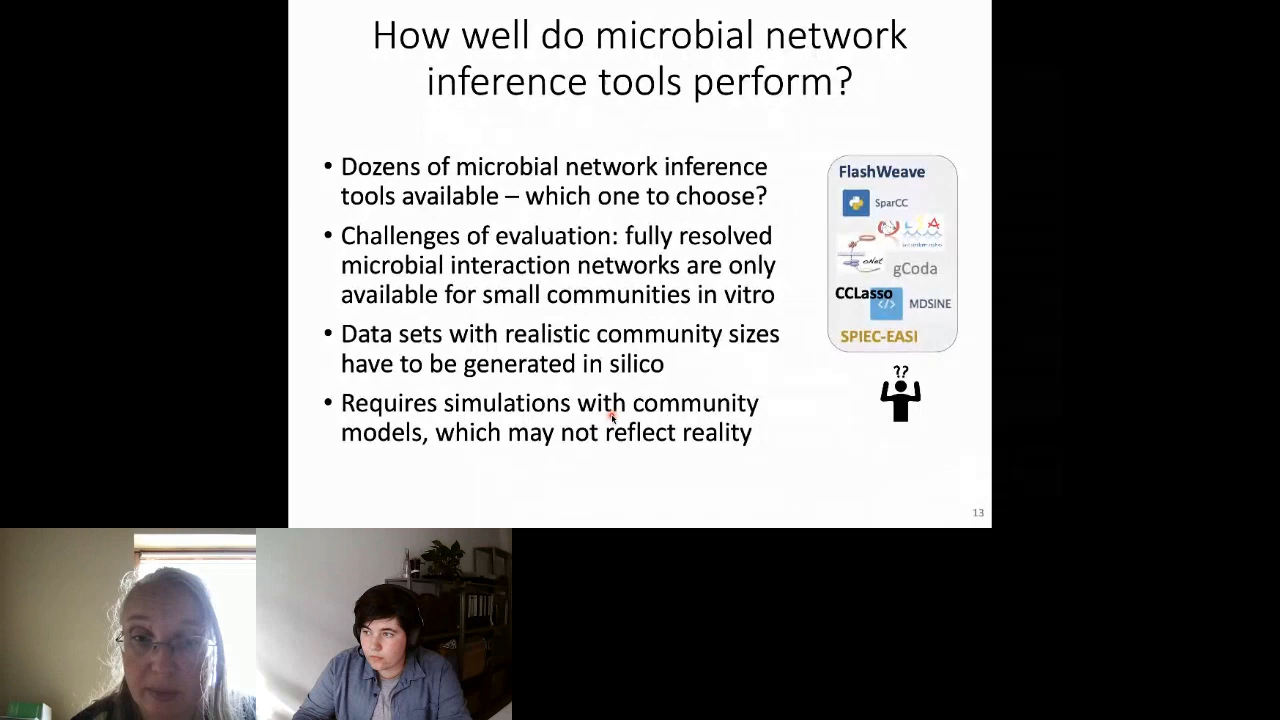 How well do microbial network
inference tools perform?
• Dozens of microbial network inference
tools available – which one to choose?
• Challenges of evaluation: fully resolved
microbial interaction networks are only
available for small communities in vitro
• Data sets with realistic community sizes
have to be generated in silico
• Requires simulations with community
models, which may not reflect reality
FlashWeave
SparCC
LSA
gCoda
CCLasso
MDSINE
SPIEC-EASI
??
13